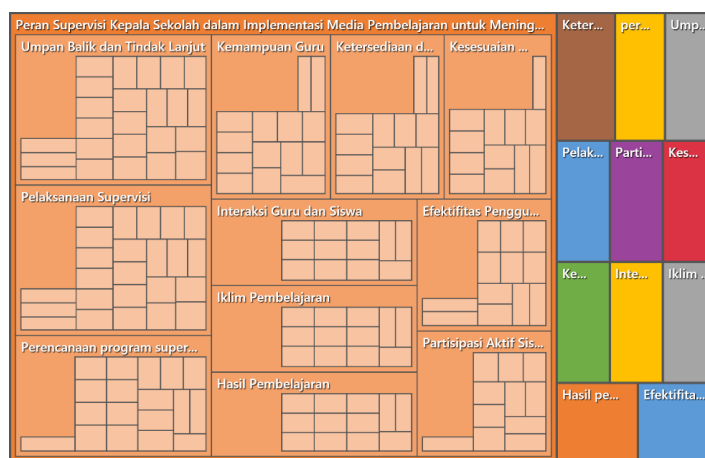 Peran Supervisi Kepala Sekolah dalam Implementasi Media Pembelajaran untuk Mening...
Umpan Balik dan Tindak Lanjut
Kemampuan Guru
Ketersediaan d...
Kesesuaian ...
Pelaksanaan Supervisi
Interaksi Guru dan Siswa
Efektifitas Penggu...
Iklim Pembelajaran
Perencanaan program super...
Partisipasi Aktif Sis...
Hasil Pembelajaran
Keter...
per...
Ump...
Pelak...
Parti...
Kes...
Ke...
Inte...
Iklim ...
Hasil pe...
Efektifita...